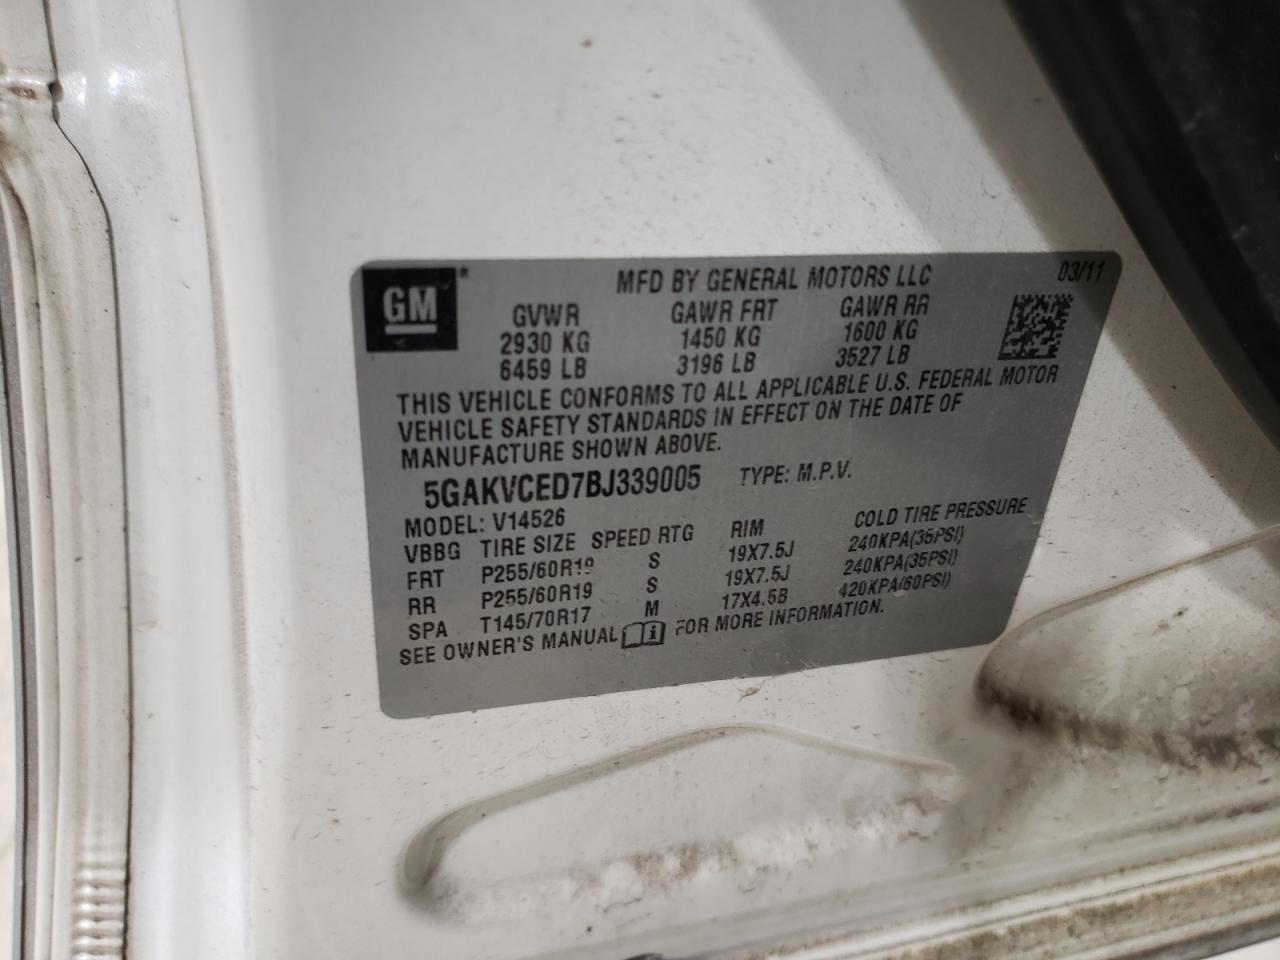 GM®
MFD BY GENERAL MOTORS LLC 03/11
GVWR GAWR FRT GAWR RR
2930 KG 1450 KG 1600 KG
6459 LB 3196 LB 3527 LB
THIS VEHICLE CONFORMS TO ALL APPLICABLE U.S. FEDERAL MOTOR
VEHICLE SAFETY STANDARDS IN EFFECT ON THE DATE OF
MANUFACTURE SHOWN ABOVE.
5GAKVCED7BJ339005 TYPE: M.P.V.
MODEL: V14526
VBBG TIRE SIZE SPEED RTG RIM COLD TIRE PRESSURE
FRT P255/60R19 S 19X7.5J 240KPA(35PSI)
RR P255/60R19 S 19X7.5J 240KPA(35PSI)
SPA T145/70R17 M 17X4.5B 420KPA(60PSI)
SEE OWNER'S MANUAL FOR MORE INFORMATION.